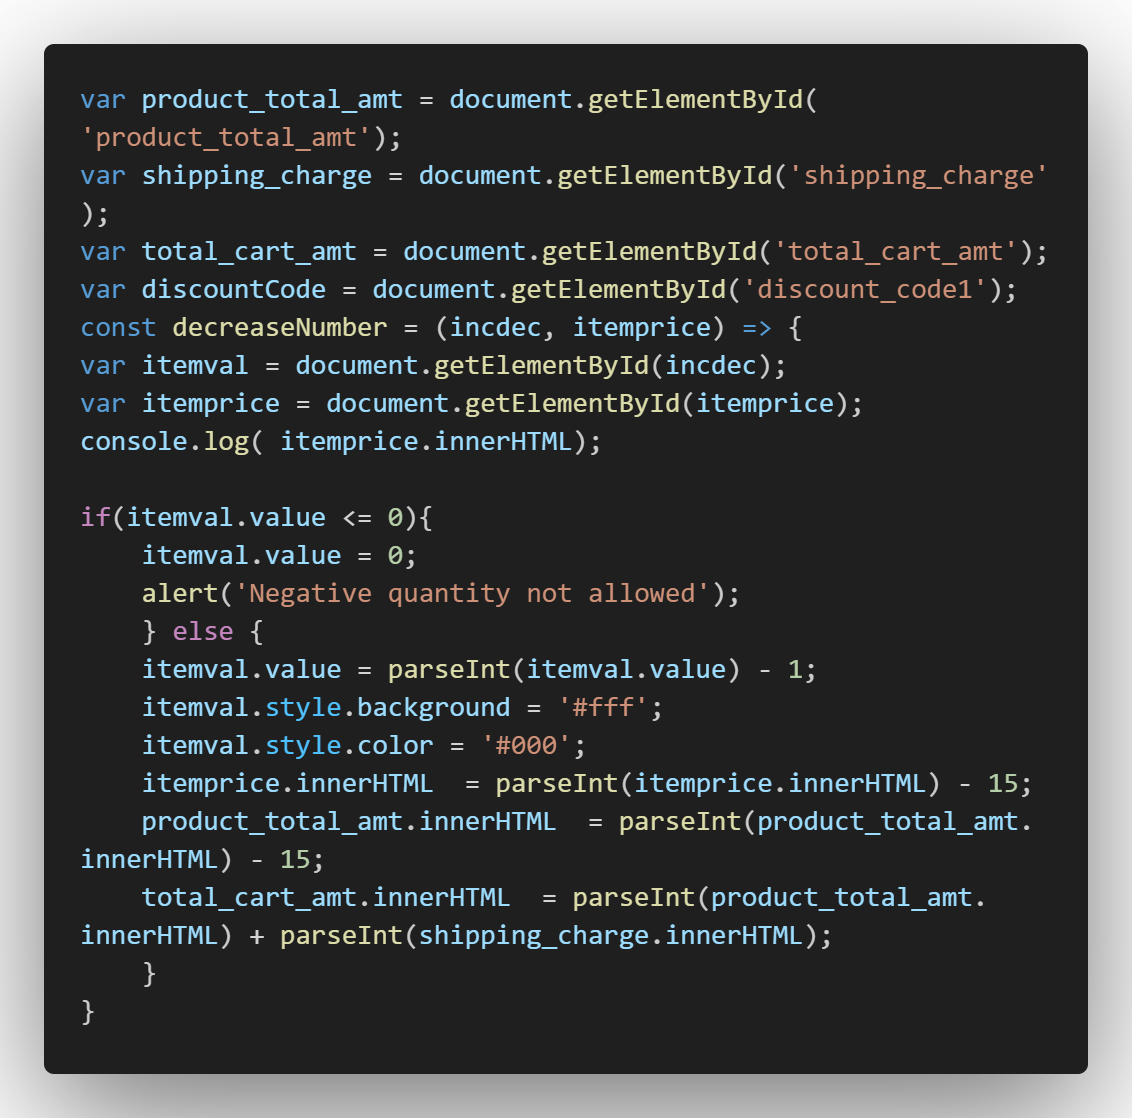 var product_total_amt = document.getElementById(
'product_total_amt');
var shipping_charge = document.getElementById('shipping_charge'
);
var total_cart_amt = document.getElementById('total_cart_amt');
var discountCode = document.getElementById('discount_code1');
const decreaseNumber = (incdec, itemprice) => {
var itemval = document.getElementById(incdec);
var itemprice = document.getElementById(itemprice);
console.log( itemprice.innerHTML);

if(itemval.value <= 0){
    itemval.value = 0;
    alert('Negative quantity not allowed');
    } else {
    itemval.value = parseInt(itemval.value) - 1;
    itemval.style.background = '#fff';
    itemval.style.color = '#000';
    itemprice.innerHTML  = parseInt(itemprice.innerHTML) - 15;
    product_total_amt.innerHTML  = parseInt(product_total_amt.
innerHTML) - 15;
    total_cart_amt.innerHTML  = parseInt(product_total_amt.
innerHTML) + parseInt(shipping_charge.innerHTML);
    }
}